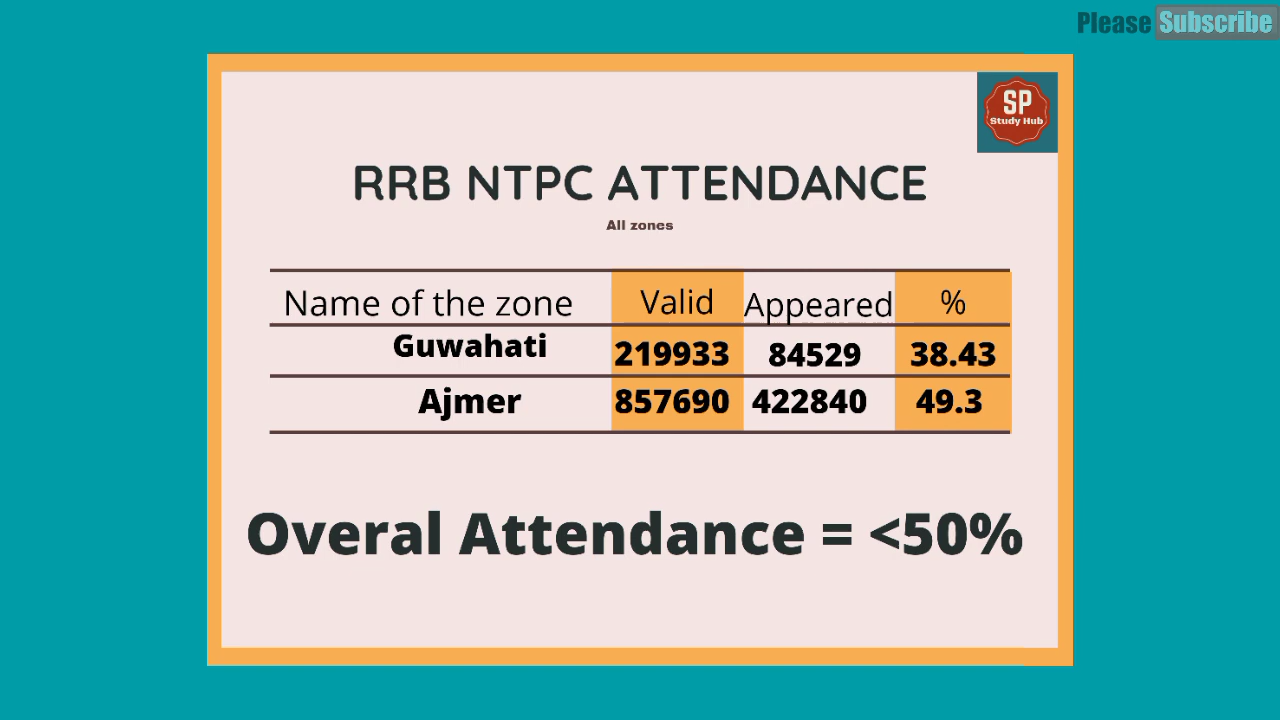 Please Subscribe
SP
Study Hub
RRB NTPC ATTENDANCE
All zones
Name of the zone Valid Appeared %
Guwahati 219933 84529 38.43
Ajmer 857690 422840 49.3
Overal Attendance = <50%